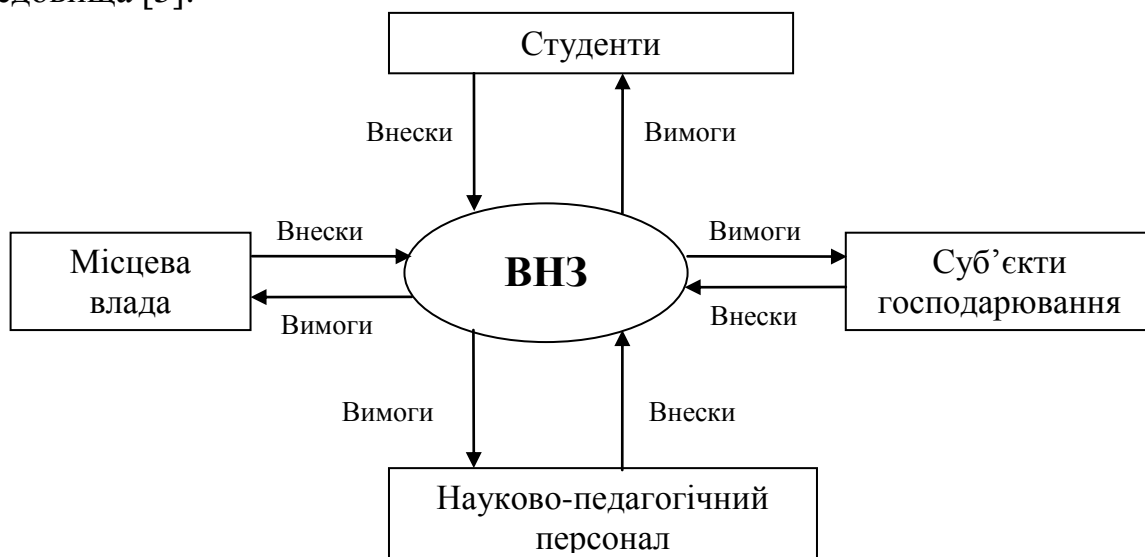 Студенти
Внески
Вимоги
Внески
Вимоги
Місцева
влада
ВНЗ
Суб’єкти
господарювання
Вимоги
Внески
Вимоги
Внески
Науково-педагогічний
персонал